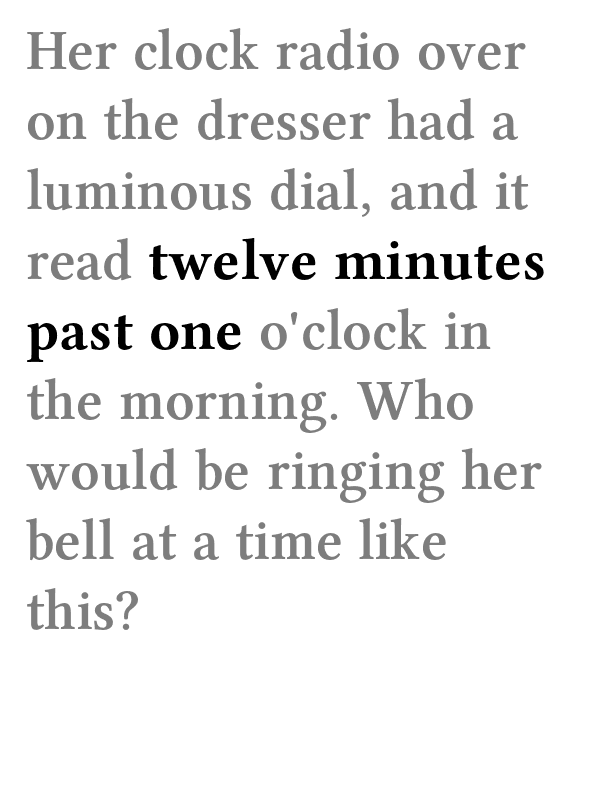 Her clock radio over
on the dresser had a
luminous dial, and it
read twelve minutes
past one o'clock in
the morning. Who
would be ringing her
bell at a time like
this?